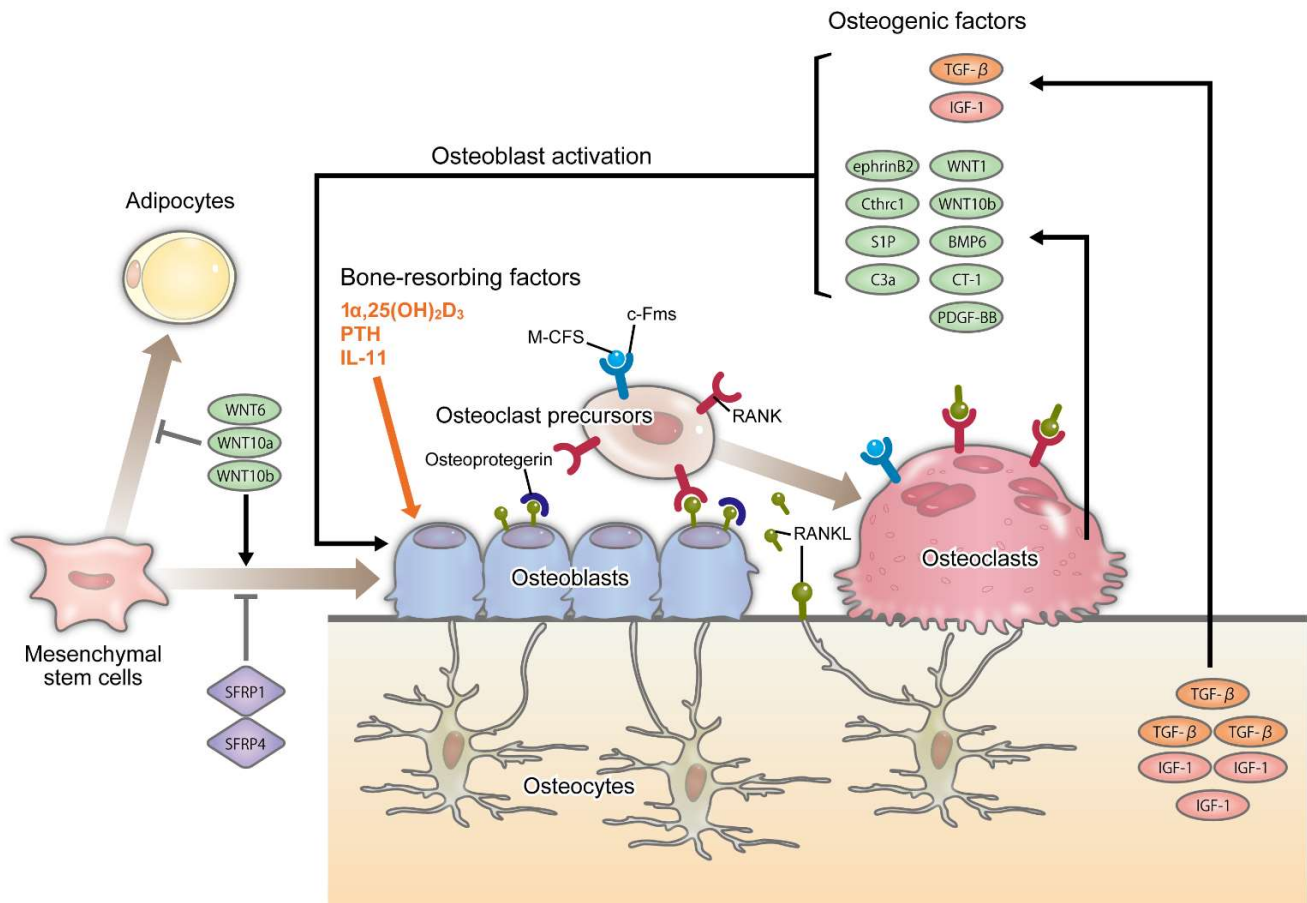 Osteogenic factors
TGF-β
IGF-1
Osteoblast activation
ephrinB2
WNT1
Cthrc1
WNT10b
S1P
BMP6
C3a
CT-1
PDGF-BB
Adipocytes
Bone-resorbing factors
1α,25(OH)₂D₃
PTH
IL-11
c-Fms
M-CFS
Osteoclast precursors
RANK
WNT6
WNT10a
WNT10b
Osteoprotegerin
RANKL
Osteoblasts
Osteoclasts
Mesenchymal
stem cells
SFRP1
SFRP4
Osteocytes
TGF-β
TGF-β
TGF-β
IGF-1
IGF-1
IGF-1